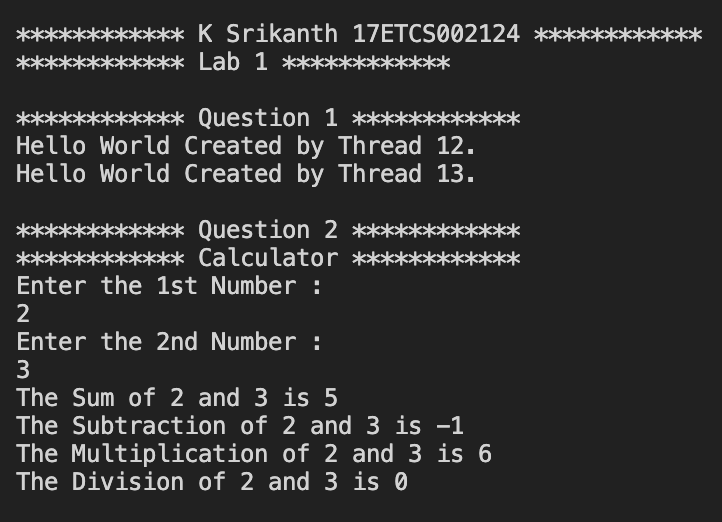 ************ K Srikanth 17ETCS002124 ************
************ Lab 1 ************
************ Question 1 ************
Hello World Created by Thread 12.
Hello World Created by Thread 13.
************ Question 2 ************
************ Calculator ************
Enter the 1st Number :
2
Enter the 2nd Number :
3
The Sum of 2 and 3 is 5
The Subtraction of 2 and 3 is -1
The Multiplication of 2 and 3 is 6
The Division of 2 and 3 is 0